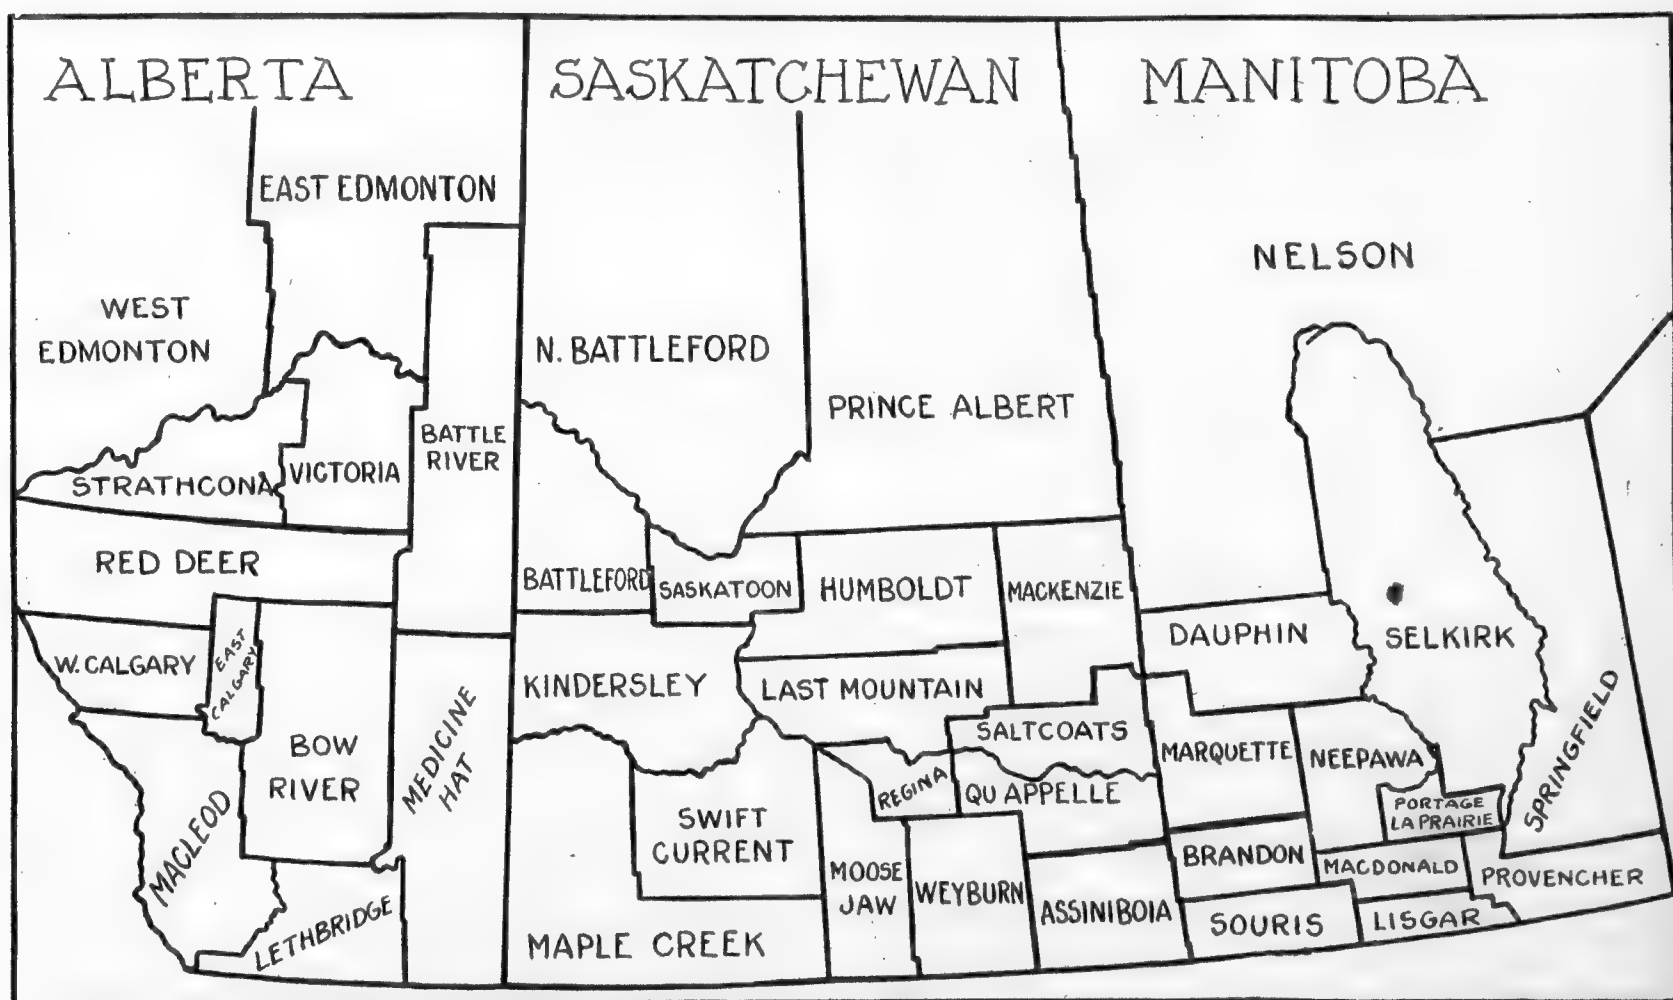 ALBERTA
SASKATCHEWAN
MANITOBA
EAST EDMONTON
WEST
EDMONTON
STRATHCONA
VICTORIA
BATTLE
RIVER
RED DEER
W. CALGARY
EAST
CALGARY
BOW
RIVER
MEDICINE
HAT
MACLEOD
LETHBRIDGE
N. BATTLEFORD
PRINCE ALBERT
BATTLEFORD
SASKATOON
HUMBOLDT
MACKENZIE
KINDERSLEY
LAST MOUNTAIN
SALTCOATS
REGINA
QU APPELLE
SWIFT
CURRENT
MOOSE
JAW
WEYBURN
ASSINIBOIA
MAPLE CREEK
NELSON
DAUPHIN
SELKIRK
SPRINGFIELD
MARQUETTE
NEEPAWA
PORTAGE
LA PRAIRIE
BRANDON
MACDONALD
PROVENCHER
SOURIS
LISGAR